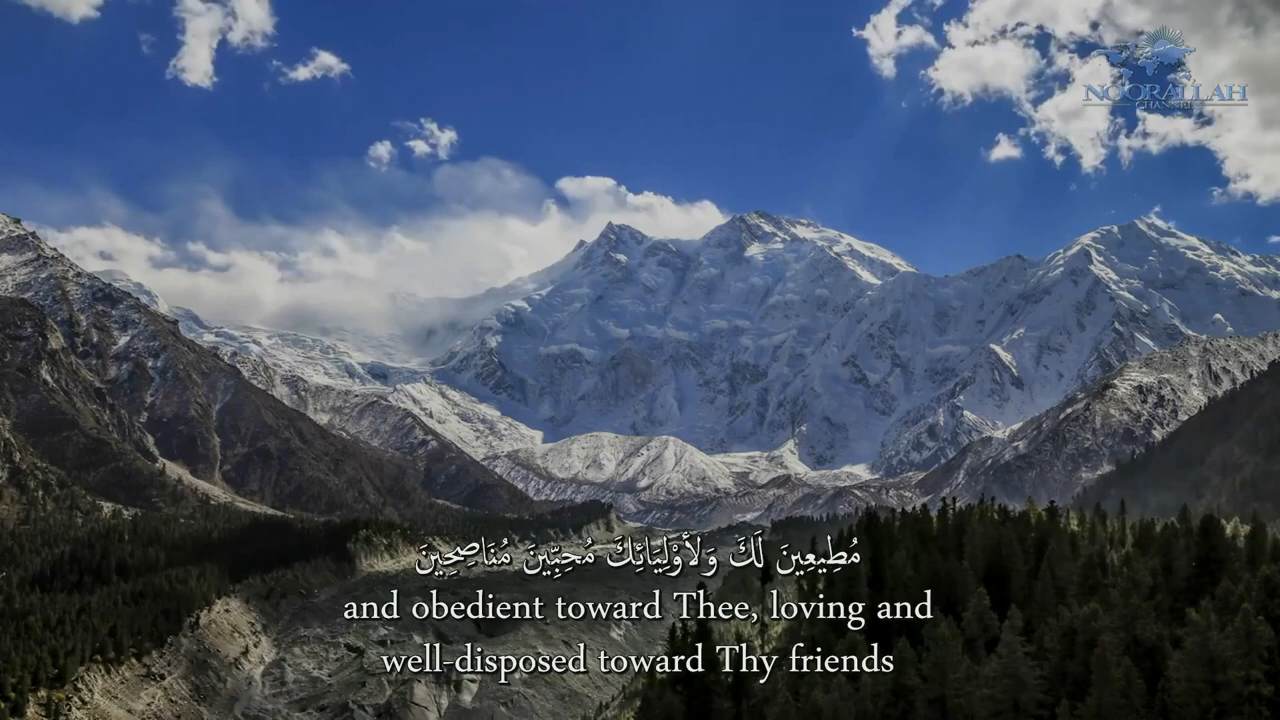 NOORALLAH
CHANNEL
مُطِيعِينَ لَكَ وَلأَوْلِيَائِكَ مُحِبِّينَ مُنَاصِحِينَ
and obedient toward Thee, loving and
well-disposed toward Thy friends